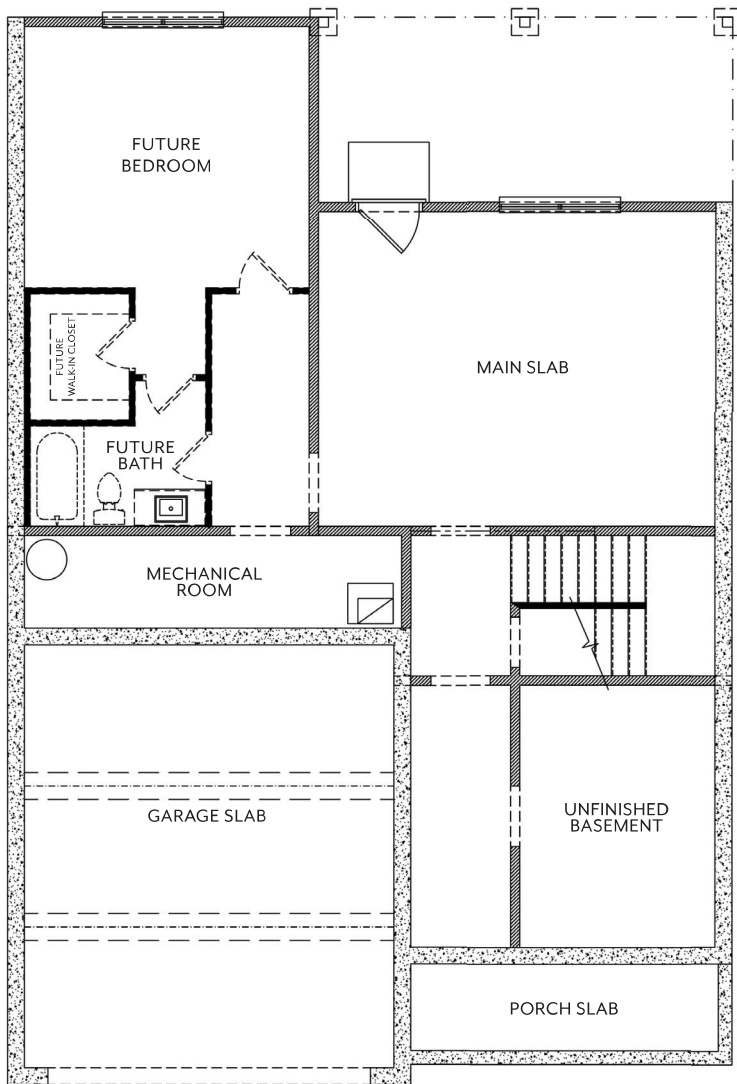 FUTURE
BEDROOM
FUTURE
WALK-IN CLOSET
MAIN SLAB
FUTURE
BATH
MECHANICAL
ROOM
GARAGE SLAB
UNFINISHED
BASEMENT
PORCH SLAB